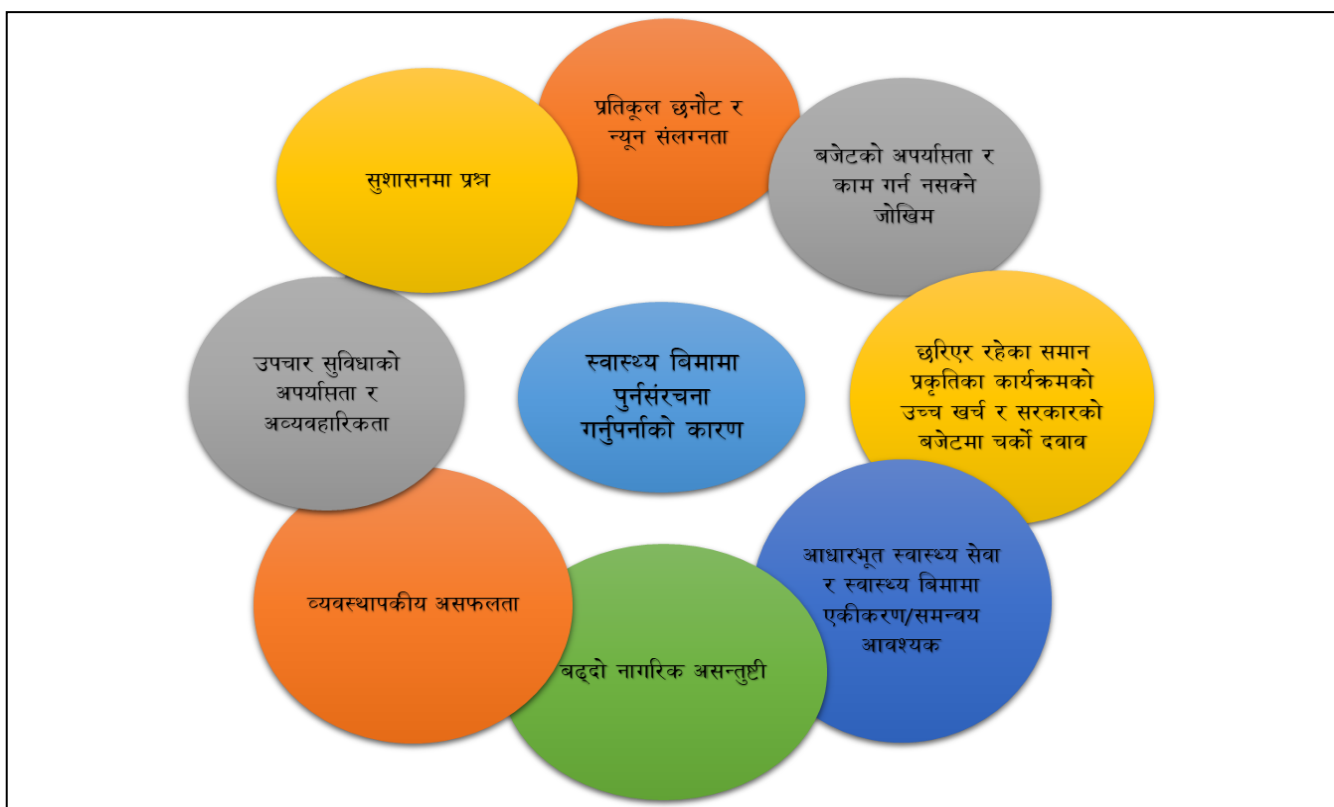 प्रतिकूल छनौट र
न्यून संलग्नता
बजेटको अपर्याप्तता र
काम गर्न नसक्ने
जोखिम
छरिएर रहेका समान
प्रकृतिका कार्यक्रमको
उच्च खर्च र सरकारको
बजेटमा चर्को दवाव
आधारभूत स्वास्थ्य सेवा
र स्वास्थ्य बिमामा
एकीकरण/समन्वय
आवश्यक
बढ्दो नागरिक असन्तुष्टी
व्यवस्थापकीय असफलता
उपचार सुविधाको
अपर्याप्तता र
अव्यवहारिकता
सुशासनमा प्रश्न
स्वास्थ्य बिमामा
पुर्नसंरचना
गर्नुपर्नाको कारण